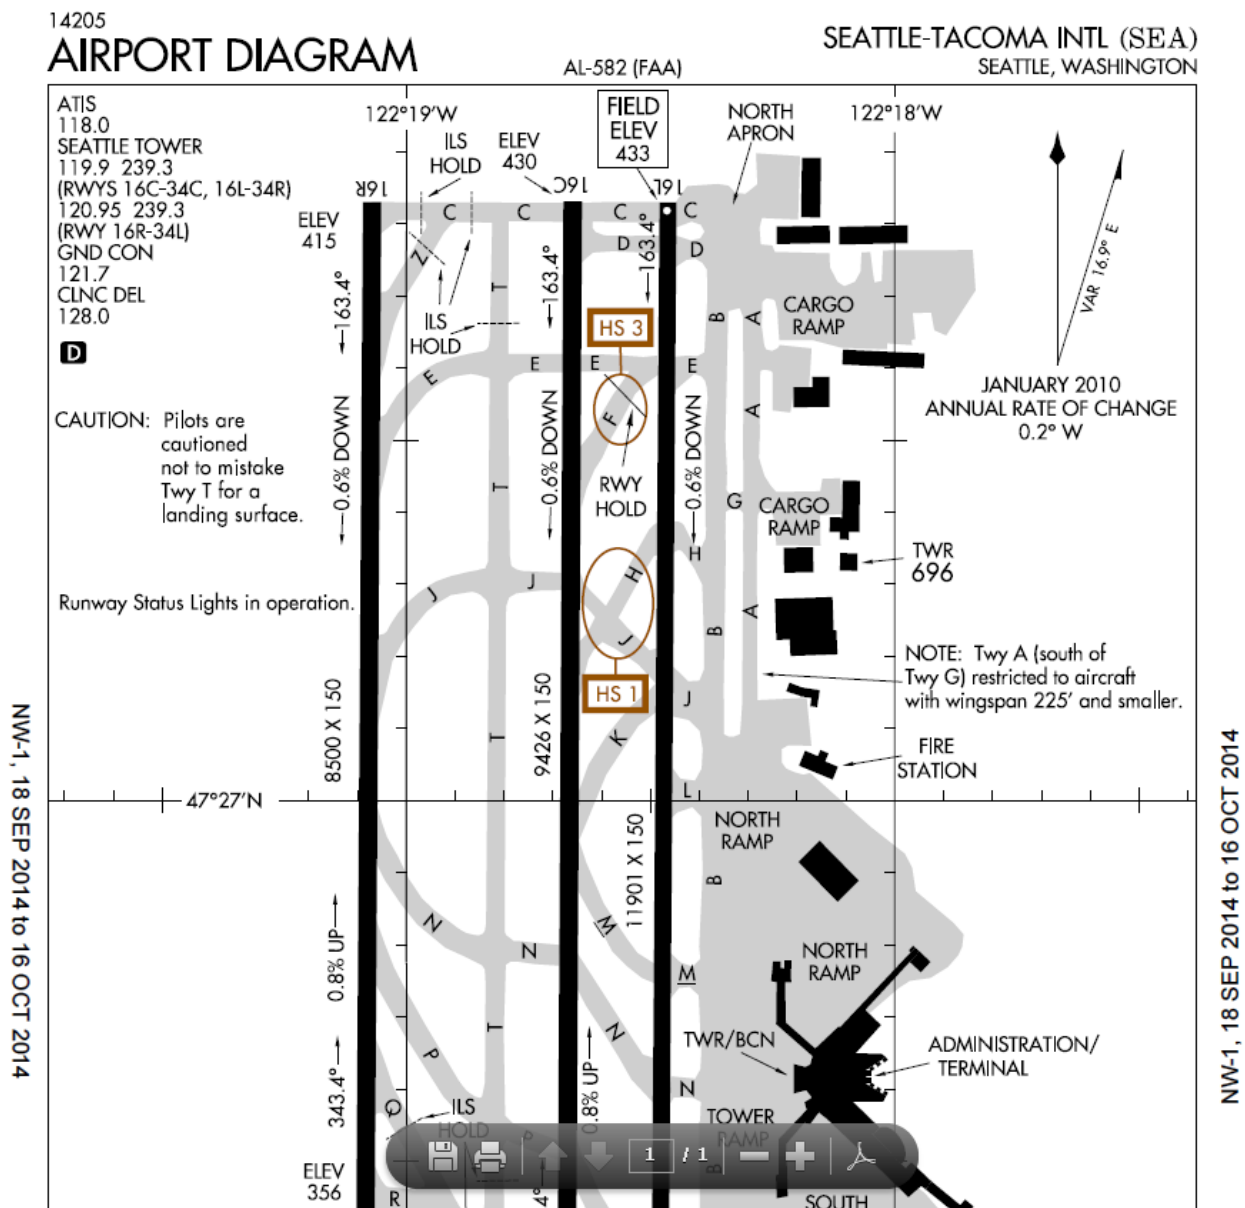 14205
AIRPORT DIAGRAM
AL-582 (FAA)
SEATTLE-TACOMA INTL (SEA)
SEATTLE, WASHINGTON
ATIS
118.0
SEATTLE TOWER
119.9 239.3
(RWYS 16C-34C, 16L-34R)
120.95 239.3
(RWY 16R-34L)
GND CON
121.7
CLNC DEL
128.0
D
CAUTION: Pilots are
cautioned
not to mistake
Twy T for a
landing surface.
Runway Status Lights in operation.
122°19'W
ILS
HOLD
ELEV
430
FIELD
ELEV
433
NORTH
APRON
122°18'W
16R
16C
16L
ELEV
415
C
C
C
C
D
D
Z
T
163.4°
163.4°
163.4°
VAR 16.9° E
HS 3
B
A
CARGO
RAMP
ILS
HOLD
E
E
E
E
JANUARY 2010
ANNUAL RATE OF CHANGE
0.2° W
F
A
0.6% DOWN
0.6% DOWN
0.6% DOWN
T
RWY
HOLD
G
CARGO
RAMP
H
H
TWR
696
J
J
J
B
A
NOTE: Twy A (south of
Twy G) restricted to aircraft
with wingspan 225' and smaller.
HS 1
J
8500 X 150
9426 X 150
T
K
FIRE
STATION
47°27'N
L
NORTH
RAMP
11901 X 150
B
N
N
M
M
NORTH
RAMP
0.8% UP
T
N
P
TWR/BCN
ADMINISTRATION/
TERMINAL
343.4°
0.8% UP
N
Q
ILS
HOLD
TOWER
RAMP
P
B
1 / 1
ELEV
356
R
4°
SOUTH
NW-1, 18 SEP 2014 to 16 OCT 2014
NW-1, 18 SEP 2014 to 16 OCT 2014